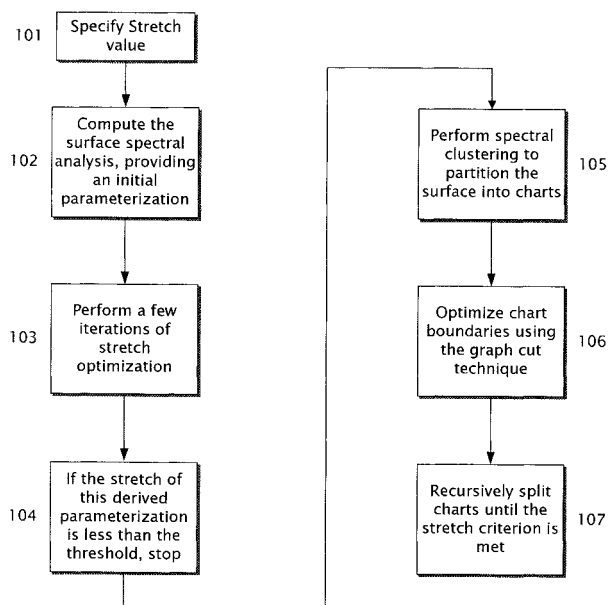 101
Specify Stretch
value
102
Compute the
surface spectral
analysis, providing
an initial
parameterization
103
Perform a few
iterations of
stretch
optimization
104
If the stretch of
this derived
parameterization
is less than the
threshold, stop
Perform spectral
clustering to
partition the
surface into charts
105
Optimize chart
boundaries using
the graph cut
technique
106
Recursively split
charts until the
stretch criterion is
met
107